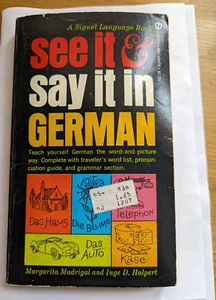 A Signet Language Book
see it &
say it in
GERMAN
Teach yourself German the word-and-picture
way. Complete with traveler's word list, pronun-
ciation guide, and grammar section.
Das Haus
Die Blume
Das Telephon
Das Auto
Der Käse
Margarita Madrigal and Inge D. Halpert